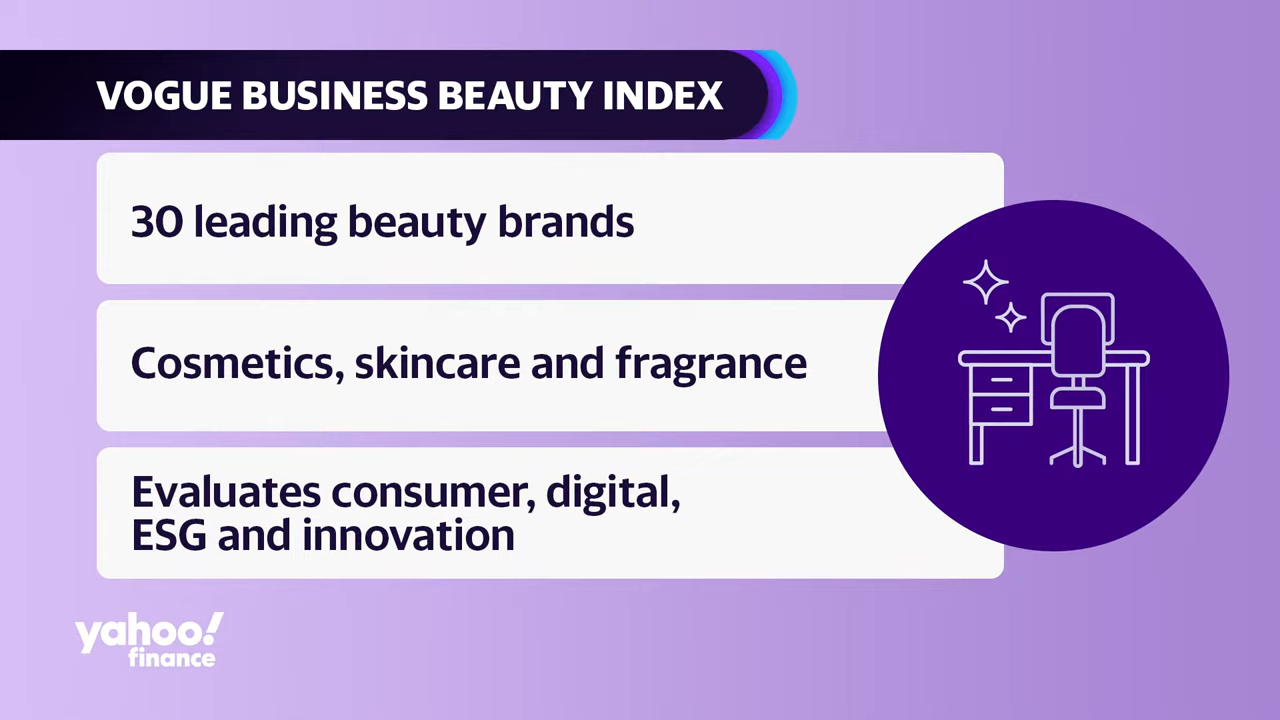 VOGUE BUSINESS BEAUTY INDEX
30 leading beauty brands
Cosmetics, skincare and fragrance
Evaluates consumer, digital,
ESG and innovation
yahoo!
finance